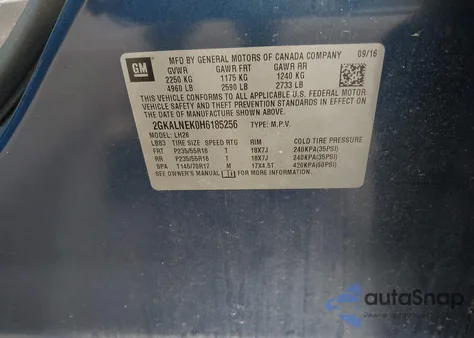 GM
MFD BY GENERAL MOTORS OF CANADA COMPANY 09/16
GVWR GAWR FRT GAWR RR
2250 KG 1175 KG 1240 KG
4960 LB 2590 LB 2733 LB
THIS VEHICLE CONFORMS TO ALL APPLICABLE U.S. FEDERAL MOTOR
VEHICLE SAFETY, BUMPER, AND THEFT PREVENTION
STANDARDS IN EFFECT ON
THE DATE OF MANUFACTURE SHOWN ABOVE.
2GKALNEK0H6185256 TYPE: M.P.V.
MODEL: LH26
LB83 TIRE SIZE SPEED RTG RIM COLD TIRE PRESSURE
FRT P235/55R18 T 18X7J 240KPA(35PSI)
RR P235/55R18 T 18X7J 240KPA(35PSI)
SPA T145/70R17 M 17X4.5T 420KPA(60PSI)
SEE OWNER'S MANUAL FOR MORE INFORMATION.
autoSnap